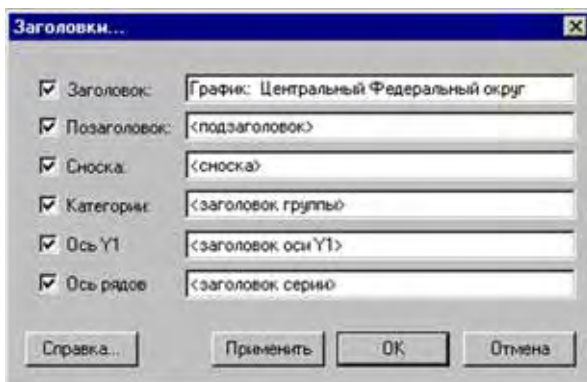 Заголовки...
Заголовок: График: Центральный Федеральный округ
Позаголовок: <подзаголовок>
Сноска: <сноска>
Категории: <заголовок группы>
Ось Y1 <заголовок оси Y1>
Ось рядов <заголовок серии>
Справка... Применить OK Отмена